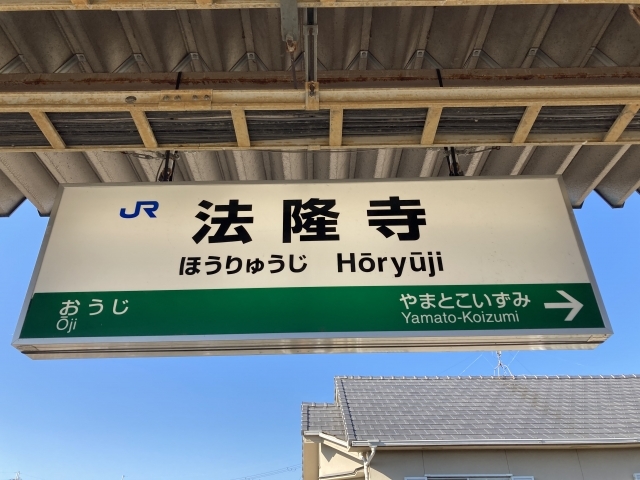 JR 法隆寺
ほうりゅうじ Hōryūji
おうじ やまとこいずみ →
Ōji Yamato-Koizumi